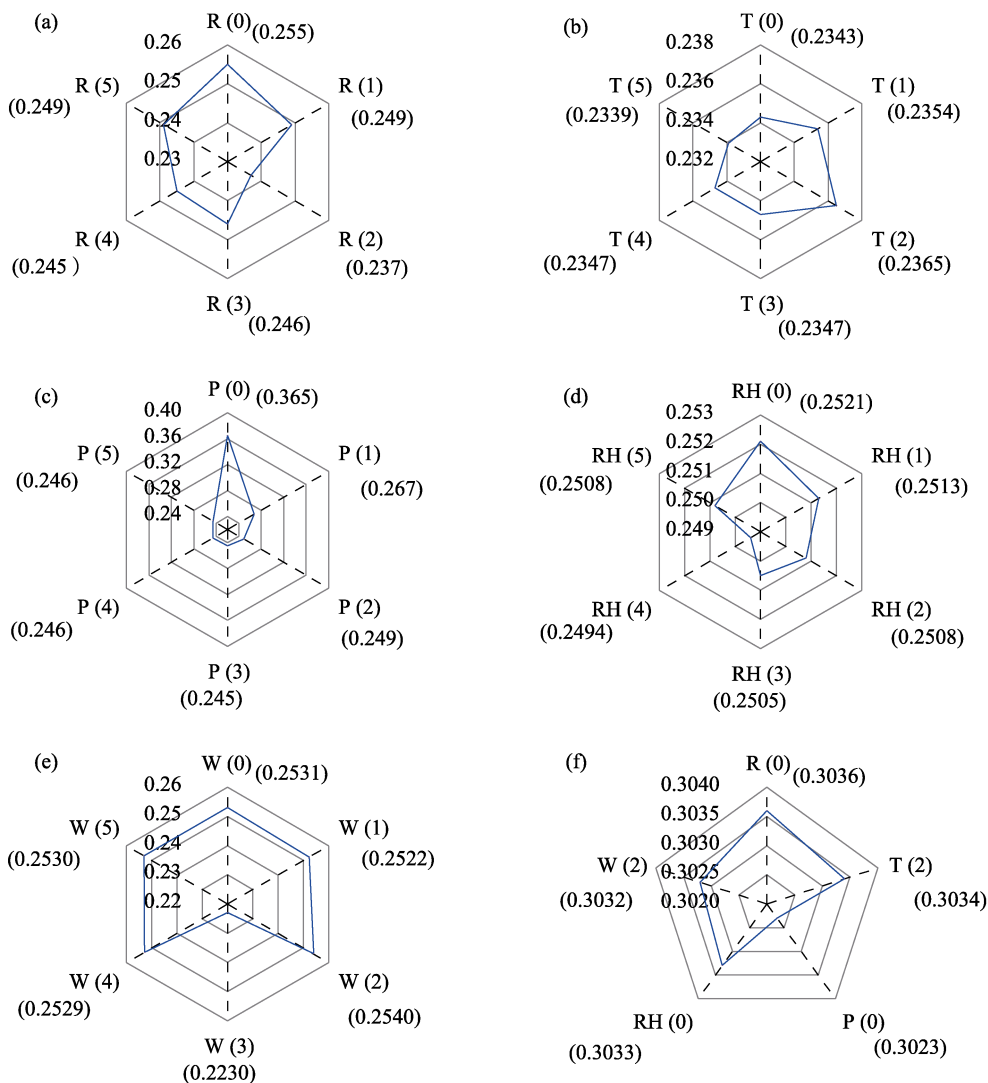 (a)
R (0)
(0.255)
0.26
0.25
0.24
0.23
R (5)
(0.249)
R (1)
(0.249)
R (4)
(0.245 )
R (2)
(0.237)
R (3)
(0.246)
(b)
T (0)
(0.2343)
0.238
0.236
0.234
0.232
T (5)
(0.2339)
T (1)
(0.2354)
T (4)
(0.2347)
T (2)
(0.2365)
T (3)
(0.2347)
(c)
P (0)
(0.365)
0.40
0.36
0.32
0.28
0.24
P (5)
(0.246)
P (1)
(0.267)
P (4)
(0.246)
P (2)
(0.249)
P (3)
(0.245)
(d)
RH (0)
(0.2521)
0.253
0.252
0.251
0.250
0.249
RH (5)
(0.2508)
RH (1)
(0.2513)
RH (4)
(0.2494)
RH (2)
(0.2508)
RH (3)
(0.2505)
(e)
W (0)
(0.2531)
0.26
0.25
0.24
0.23
0.22
W (5)
(0.2530)
W (1)
(0.2522)
W (4)
(0.2529)
W (2)
(0.2540)
W (3)
(0.2230)
(f)
R (0)
(0.3036)
0.3040
0.3035
0.3030
0.3025
0.3020
W (2)
(0.3032)
T (2)
(0.3034)
RH (0)
(0.3033)
P (0)
(0.3023)